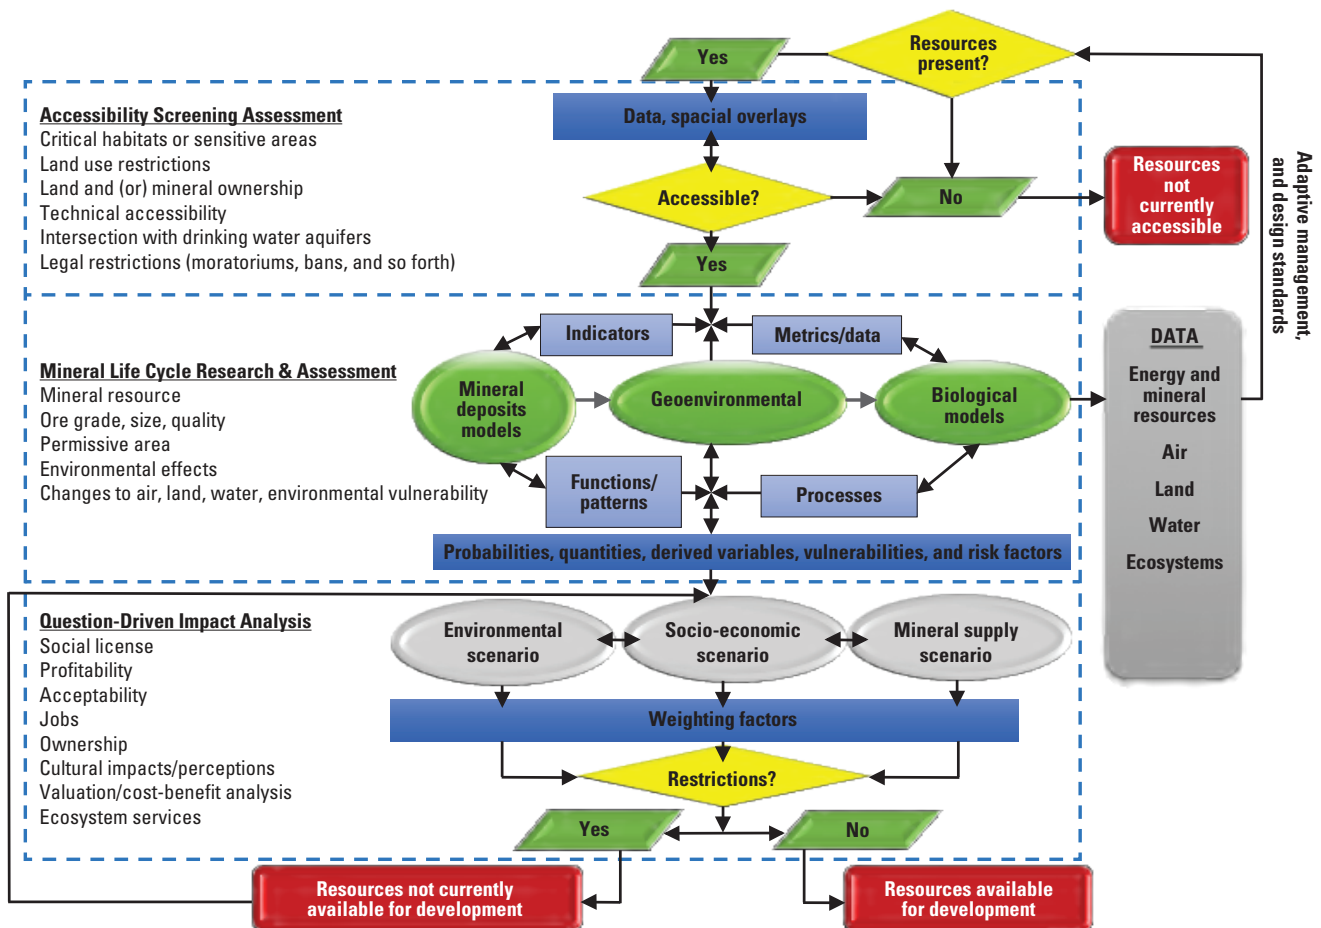 Resources
present?
Yes
Accessibility Screening Assessment
Critical habitats or sensitive areas
Land use restrictions
Land and (or) mineral ownership
Technical accessibility
Intersection with drinking water aquifers
Legal restrictions (moratoriums, bans, and so forth)
Data, spacial overlays
Accessible?
No
Resources
not
currently
accessible
Yes
Adaptive management,
and design standards
Mineral Life Cycle Research & Assessment
Mineral resource
Ore grade, size, quality
Permissive area
Environmental effects
Changes to air, land, water, environmental vulnerability
Indicators
Metrics/data
Mineral
deposits
models
Geoenvironmental
Biological
models
Functions/
patterns
Processes
Probabilities, quantities, derived variables, vulnerabilities, and risk factors
DATA
Energy and
mineral
resources
Air
Land
Water
Ecosystems
Question-Driven Impact Analysis
Social license
Profitability
Acceptability
Jobs
Ownership
Cultural impacts/perceptions
Valuation/cost-benefit analysis
Ecosystem services
Environmental
scenario
Socio-economic
scenario
Mineral supply
scenario
Weighting factors
Restrictions?
Yes
No
Resources not currently
available for development
Resources available
for development